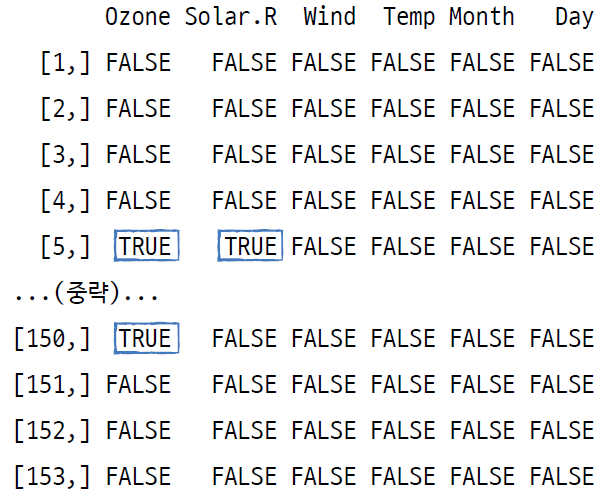 Ozone Solar.R Wind Temp Month Day
[1,] FALSE FALSE FALSE FALSE FALSE FALSE
[2,] FALSE FALSE FALSE FALSE FALSE FALSE
[3,] FALSE FALSE FALSE FALSE FALSE FALSE
[4,] FALSE FALSE FALSE FALSE FALSE FALSE
[5,] TRUE TRUE FALSE FALSE FALSE FALSE
...(중략)...
[150,] TRUE FALSE FALSE FALSE FALSE FALSE
[151,] FALSE FALSE FALSE FALSE FALSE FALSE
[152,] FALSE FALSE FALSE FALSE FALSE FALSE
[153,] FALSE FALSE FALSE FALSE FALSE FALSE